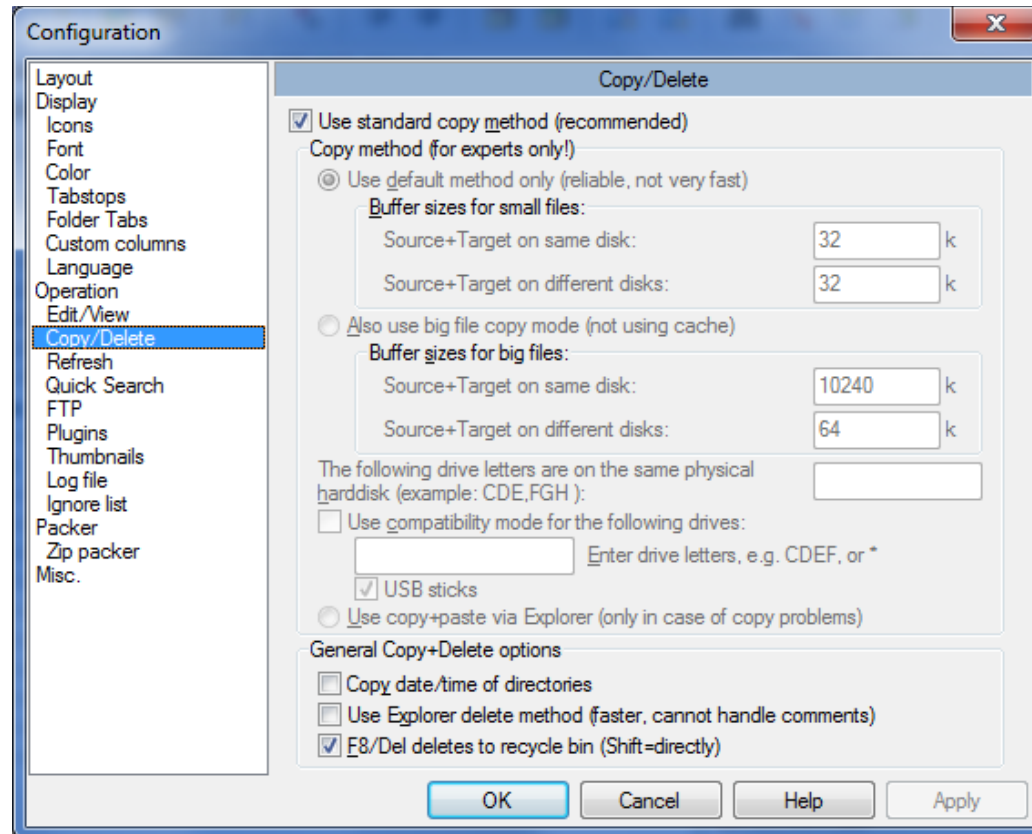 Configuration
x
Layout
Display
Icons
Font
Color
Tabstops
Folder Tabs
Custom columns
Language
Operation
Edit/View
Copy/Delete
Refresh
Quick Search
FTP
Plugins
Thumbnails
Log file
Ignore list
Packer
Zip packer
Misc.
Copy/Delete
Use standard copy method (recommended)
Copy method (for experts only!)
Use default method only (reliable, not very fast)
Buffer sizes for small files:
Source+Target on same disk: 32 k
Source+Target on different disks: 32 k
Also use big file copy mode (not using cache)
Buffer sizes for big files:
Source+Target on same disk: 10240 k
Source+Target on different disks: 64 k
The following drive letters are on the same physical
harddisk (example: CDE,FGH ):
Use compatibility mode for the following drives:
Enter drive letters, e.g. CDEF, or *
USB sticks
Use copy+paste via Explorer (only in case of copy problems)
General Copy+Delete options
Copy date/time of directories
Use Explorer delete method (faster, cannot handle comments)
F8/Del deletes to recycle bin (Shift=directly)
OK Cancel Help Apply